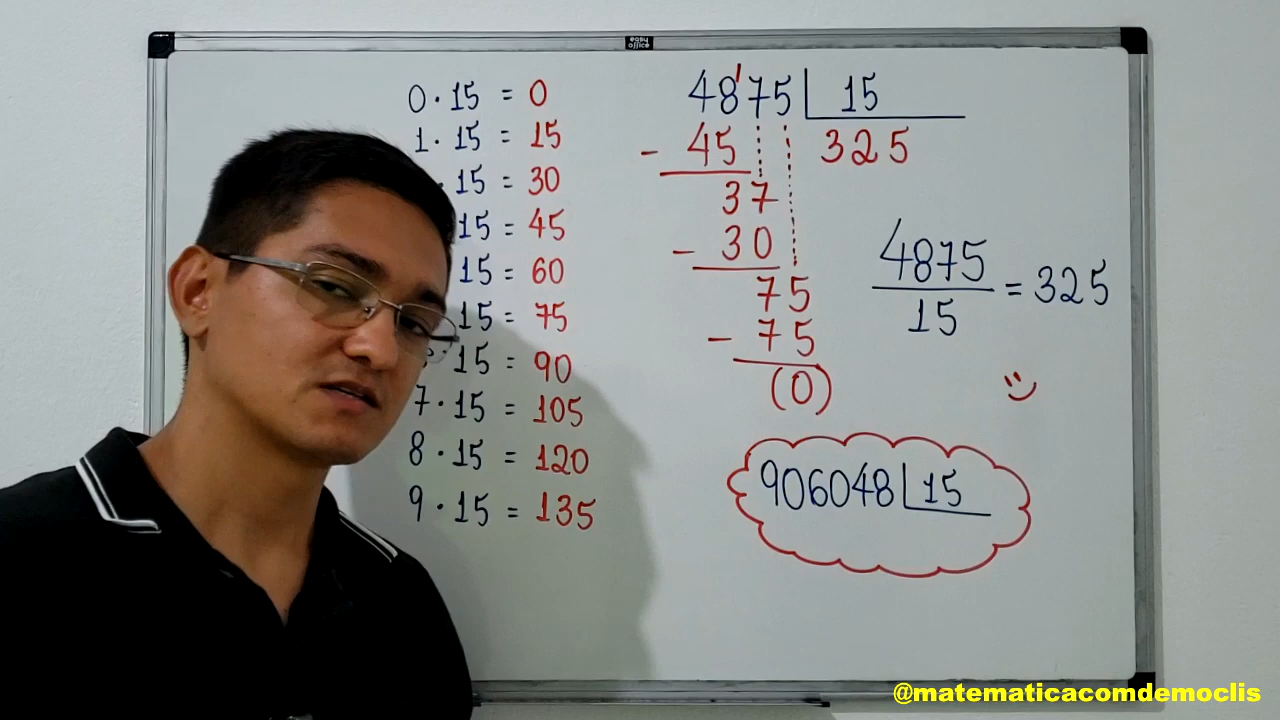 easy office
0 · 15 = 0
1 · 15 = 15
· 15 = 30
15 = 45
15 = 60
15 = 75
· 15 = 90
7 · 15 = 105
8 · 15 = 120
9 · 15 = 135
4875 15
- 45 325
37
- 30
75
- 75
(0)
4875
15
= 325
906048 15
@matematicacomdemoclis